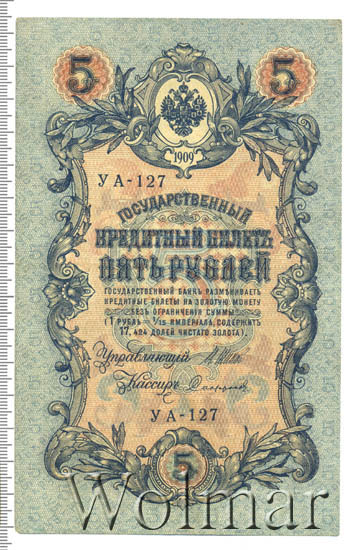 5 5
1909
УА-127
ГОСУДАРСТВЕННЫЙ
КРЕДИТНЫЙ БИЛЕТЪ
ПЯТЬ РУБЛЕЙ
ГОСУДАРСТВЕННЫЙ БАНКЪ РАЗМѢНИВАЕТЪ
КРЕДИТНЫЕ БИЛЕТЫ НА ЗОЛОТУЮ МОНЕТУ
БЕЗЪ ОГРАНИЧЕНІЯ СУММЫ
(1 РУБЛЬ = 1/15 ИМПЕРІАЛА, СОДЕРЖИТЪ
17,424 ДОЛЕЙ ЧИСТАГО ЗОЛОТА).
Управляющій
Кассиръ
УА-127
5
Wolmar